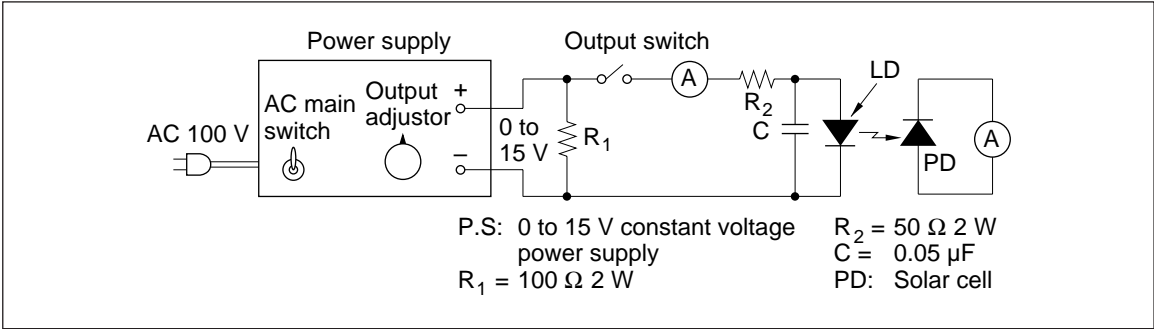 Power supply
Output switch
LD
AC main
switch
Output
adjustor
+
−
0 to
15 V
R1
A
R2
C
PD
A
AC 100 V
P.S: 0 to 15 V constant voltage
power supply
R1 = 100 Ω 2 W
R2 = 50 Ω 2 W
C = 0.05 µF
PD: Solar cell